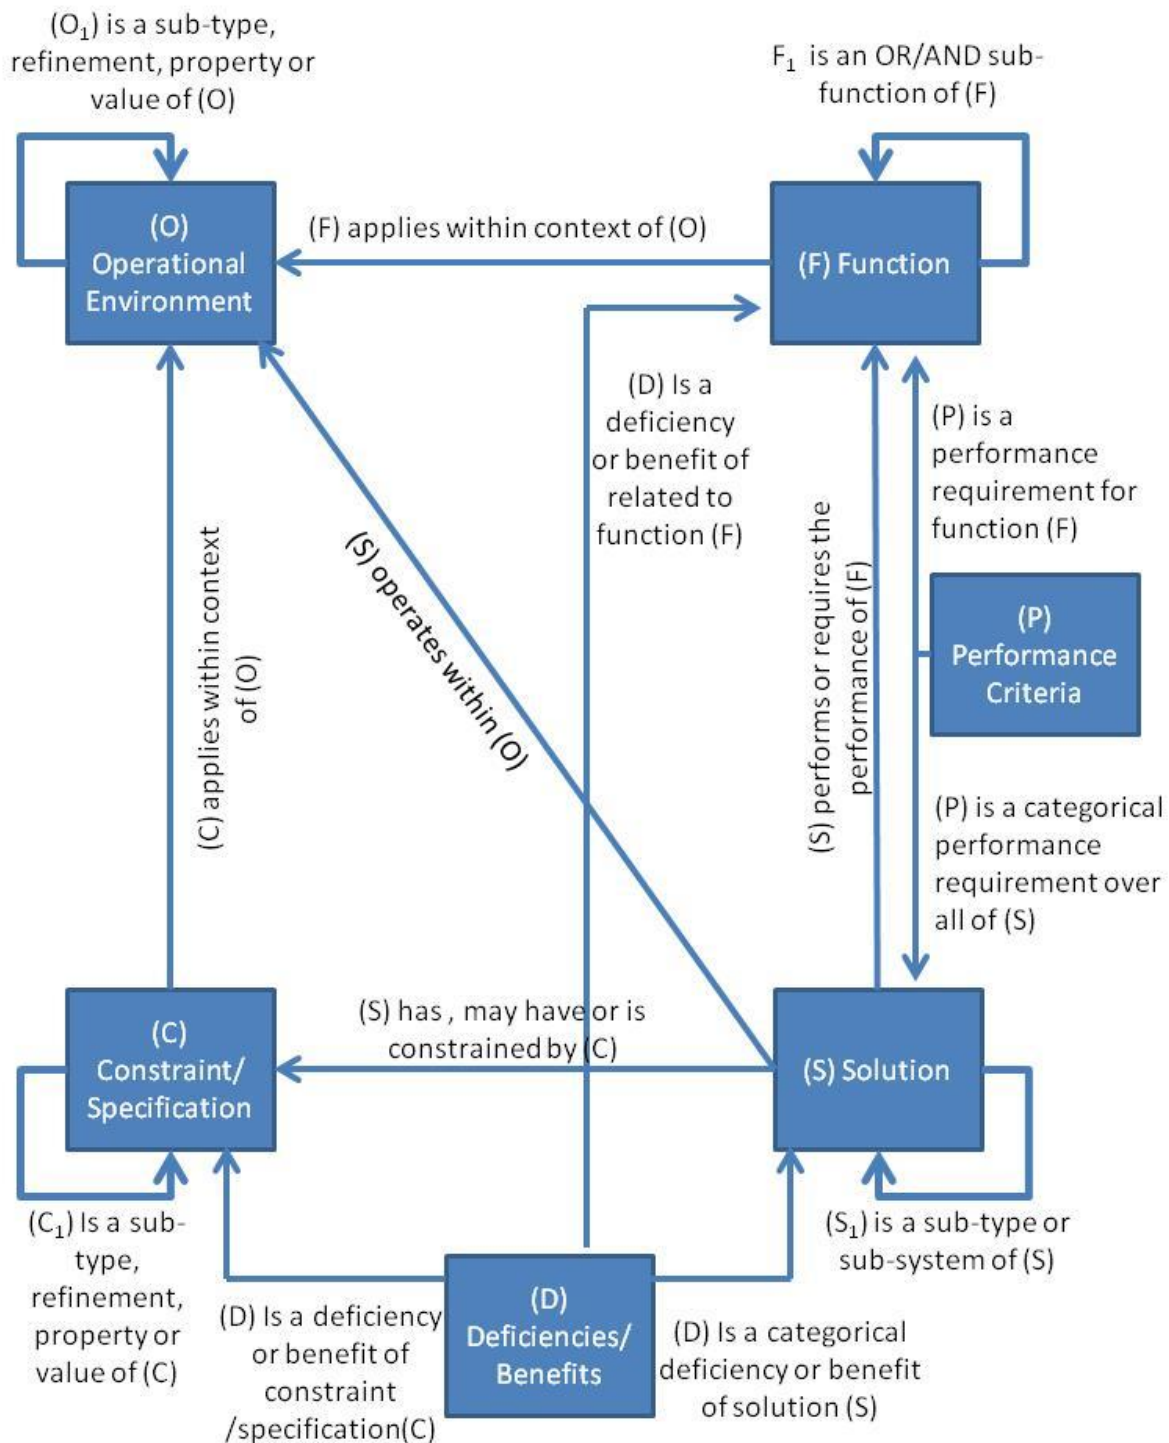 (O₁) is a sub-type,
refinement, property or
value of (O)
F₁ is an OR/AND sub-
function of (F)
(O)
Operational
Environment
(F) applies within context of (O)
(F) Function
(D) Is a
deficiency
or benefit of
related to
function (F)
(P) is a
performance
requirement for
function (F)
(S) performs or requires the
performance of (F)
(P)
Performance
Criteria
(S) operates within (O)
(C) applies within context
of (O)
(P) is a categorical
performance
requirement over
all of (S)
(C)
Constraint/
Specification
(S) has , may have or is
constrained by (C)
(S) Solution
(C₁) Is a sub-
type,
refinement,
property or
value of (C)
(S₁) is a sub-type or
sub-system of (S)
(D)
Deficiencies/
Benefits
(D) Is a deficiency
or benefit of
constraint
/specification(C)
(D) Is a categorical
deficiency or benefit
of solution (S)